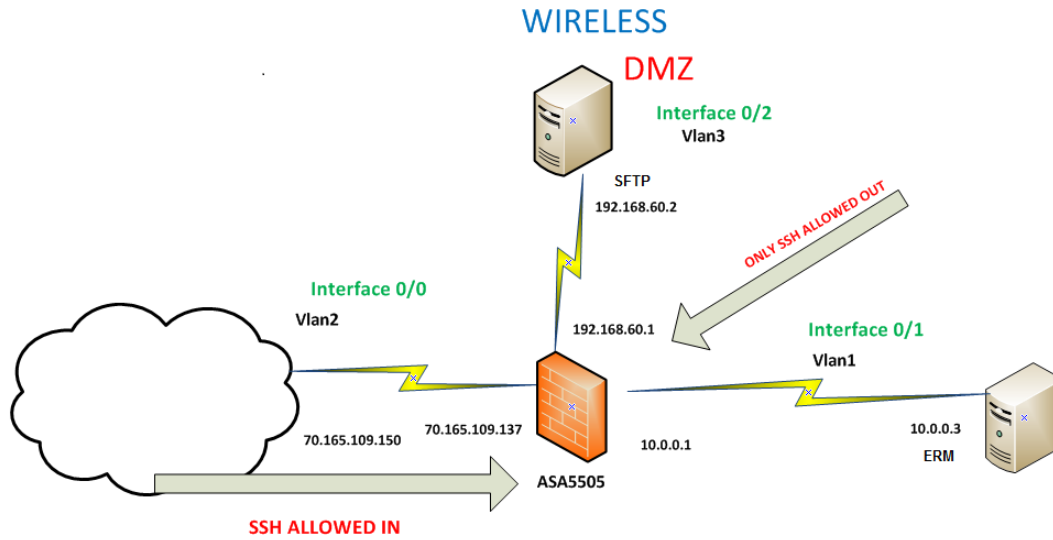 WIRELESS
DMZ
Interface 0/2
Vlan3
SFTP
192.168.60.2
ONLY SSH ALLOWED OUT
Interface 0/0
Vlan2
192.168.60.1
Interface 0/1
Vlan1
70.165.109.150
70.165.109.137
10.0.0.1
10.0.0.3
ERM
ASA5505
SSH ALLOWED IN